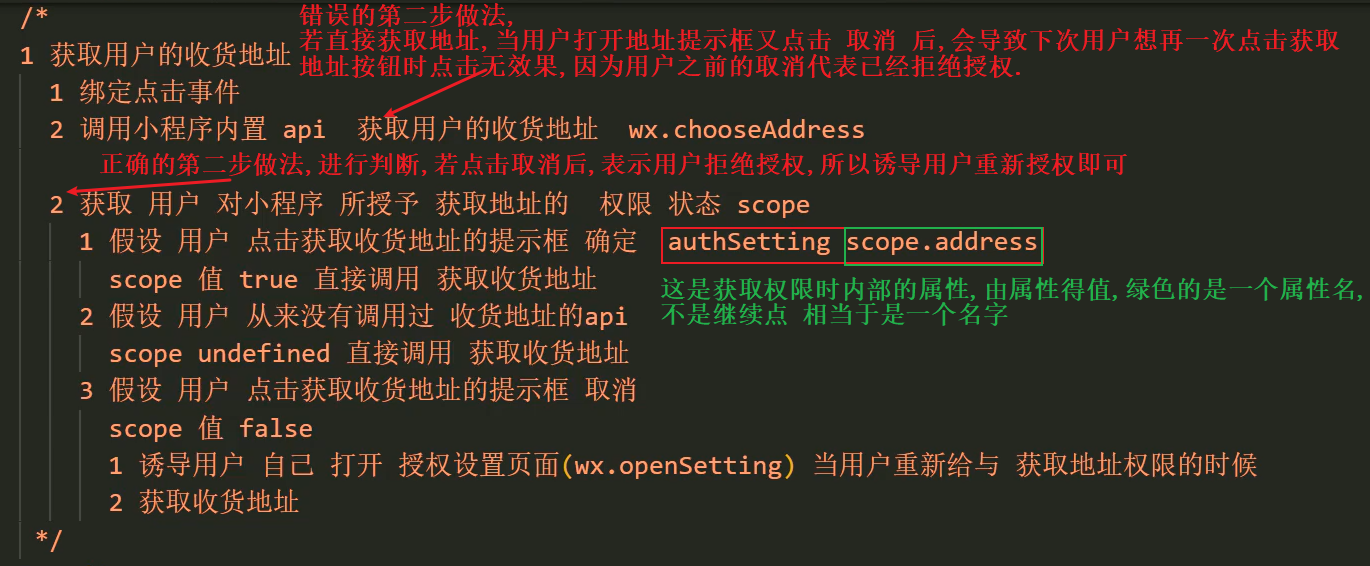 /*
错误的第二步做法,
若直接获取地址,当用户打开地址提示框又点击 取消 后,会导致下次用户想再一次点击获取
地址按钮时点击无效果,因为用户之前的取消代表已经拒绝授权.
1 获取用户的收货地址
1 绑定点击事件
2 调用小程序内置 api 获取用户的收货地址 wx.chooseAddress
正确的第二步做法,进行判断,若点击取消后,表示用户拒绝授权,所以诱导用户重新授权即可
2 获取 用户 对小程序 所授予 获取地址的 权限 状态 scope
1 假设 用户 点击获取收货地址的提示框 确定 authSetting scope.address
scope 值 true 直接调用 获取收货地址
这是获取权限时内部的属性,由属性得值,绿色的是一个属性名,
不是继续点 相当于是一个名字
2 假设 用户 从来没有调用过 收货地址的api
scope undefined 直接调用 获取收货地址
3 假设 用户 点击获取收货地址的提示框 取消
scope 值 false
1 诱导用户 自己 打开 授权设置页面(wx.openSetting) 当用户重新给与 获取地址权限的时候
2 获取收货地址
*/